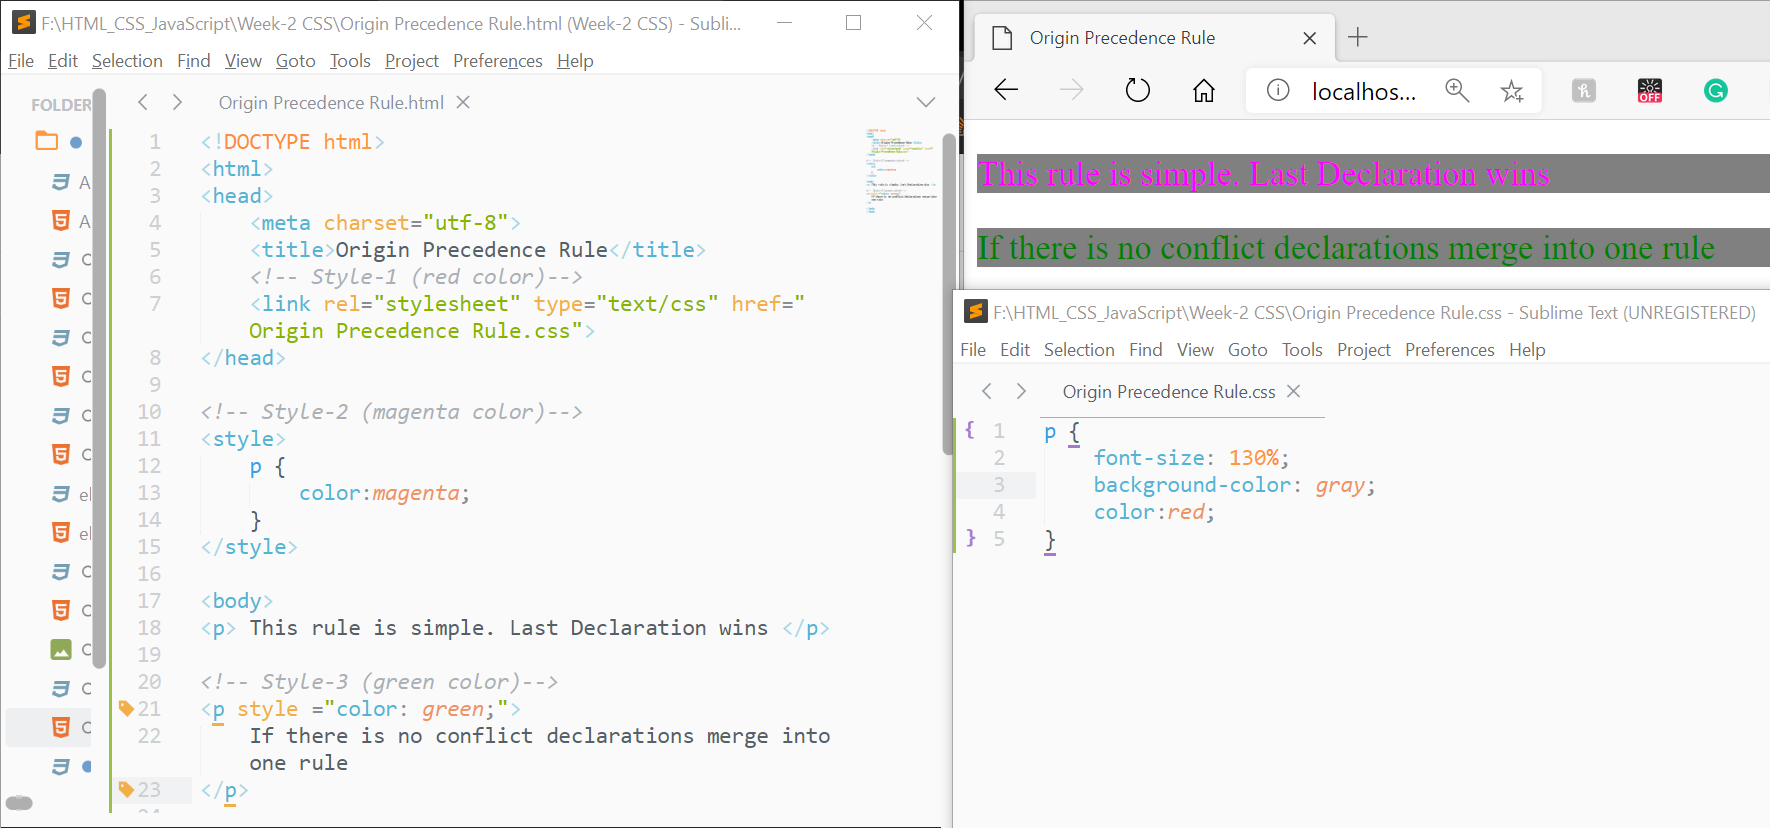 F:\HTML_CSS_JavaScript\Week-2 CSS\Origin Precedence Rule.html (Week-2 CSS) - Subli...
File Edit Selection Find View Goto Tools Project Preferences Help
FOLDER
A
A
C
C
C
C
C
C
el
el
C
C
C
C
C
Origin Precedence Rule.html
1 <!DOCTYPE html>
2 <html>
3 <head>
4 <meta charset="utf-8">
5 <title>Origin Precedence Rule</title>
6 <!-- Style-1 (red color)-->
7 <link rel="stylesheet" type="text/css" href="
Origin Precedence Rule.css">
8 </head>
9
10 <!-- Style-2 (magenta color)-->
11 <style>
12 p {
13 color:magenta;
14 }
15 </style>
16
17 <body>
18 <p> This rule is simple. Last Declaration wins </p>
19
20 <!-- Style-3 (green color)-->
21 <p style ="color: green;">
22 If there is no conflict declarations merge into
one rule
23 </p>
Origin Precedence Rule
localhos...
OFF
This rule is simple. Last Declaration wins
If there is no conflict declarations merge into one rule
F:\HTML_CSS_JavaScript\Week-2 CSS\Origin Precedence Rule.css - Sublime Text (UNREGISTERED)
File Edit Selection Find View Goto Tools Project Preferences Help
Origin Precedence Rule.css
{ 1 p {
2 font-size: 130%;
3 background-color: gray;
4 color:red;
} 5 }